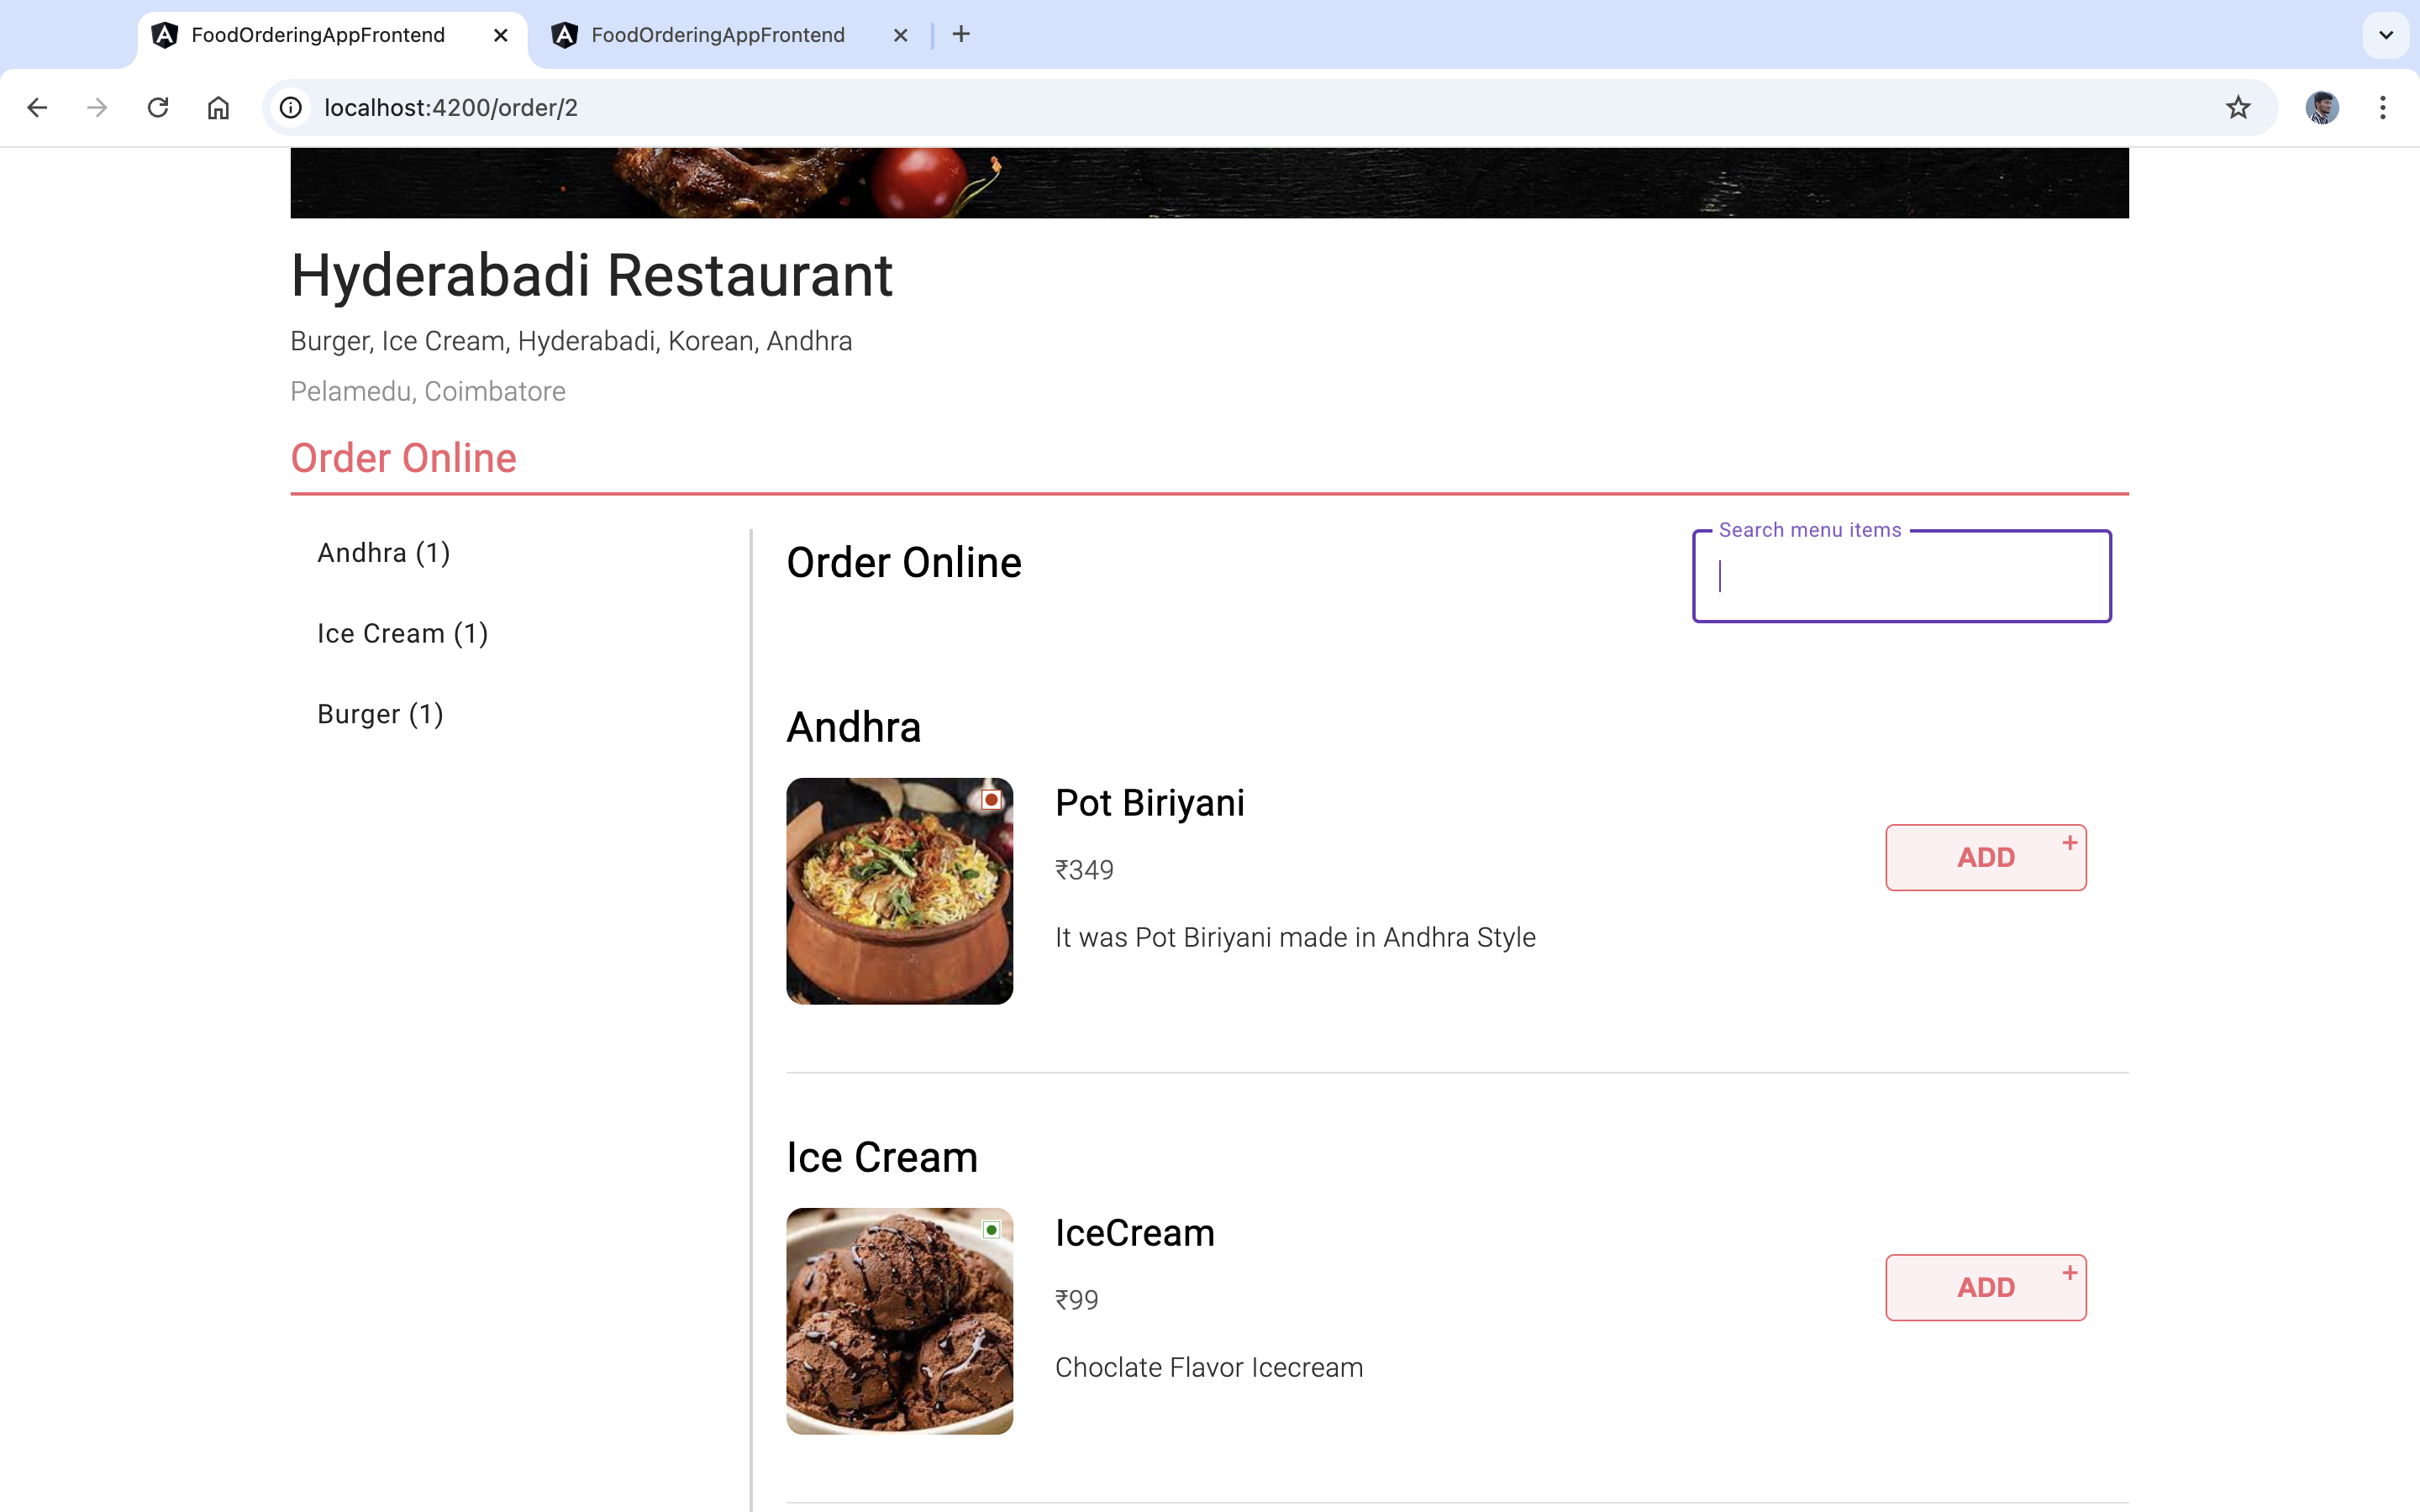 FoodOrderingAppFrontend
FoodOrderingAppFrontend
localhost:4200/order/2
Hyderabadi Restaurant
Burger, Ice Cream, Hyderabadi, Korean, Andhra
Pelamedu, Coimbatore
Order Online
Andhra (1)
Ice Cream (1)
Burger (1)
Order Online
Search menu items
Andhra
Pot Biriyani
₹349
It was Pot Biriyani made in Andhra Style
ADD +
Ice Cream
IceCream
₹99
Choclate Flavor Icecream
ADD +